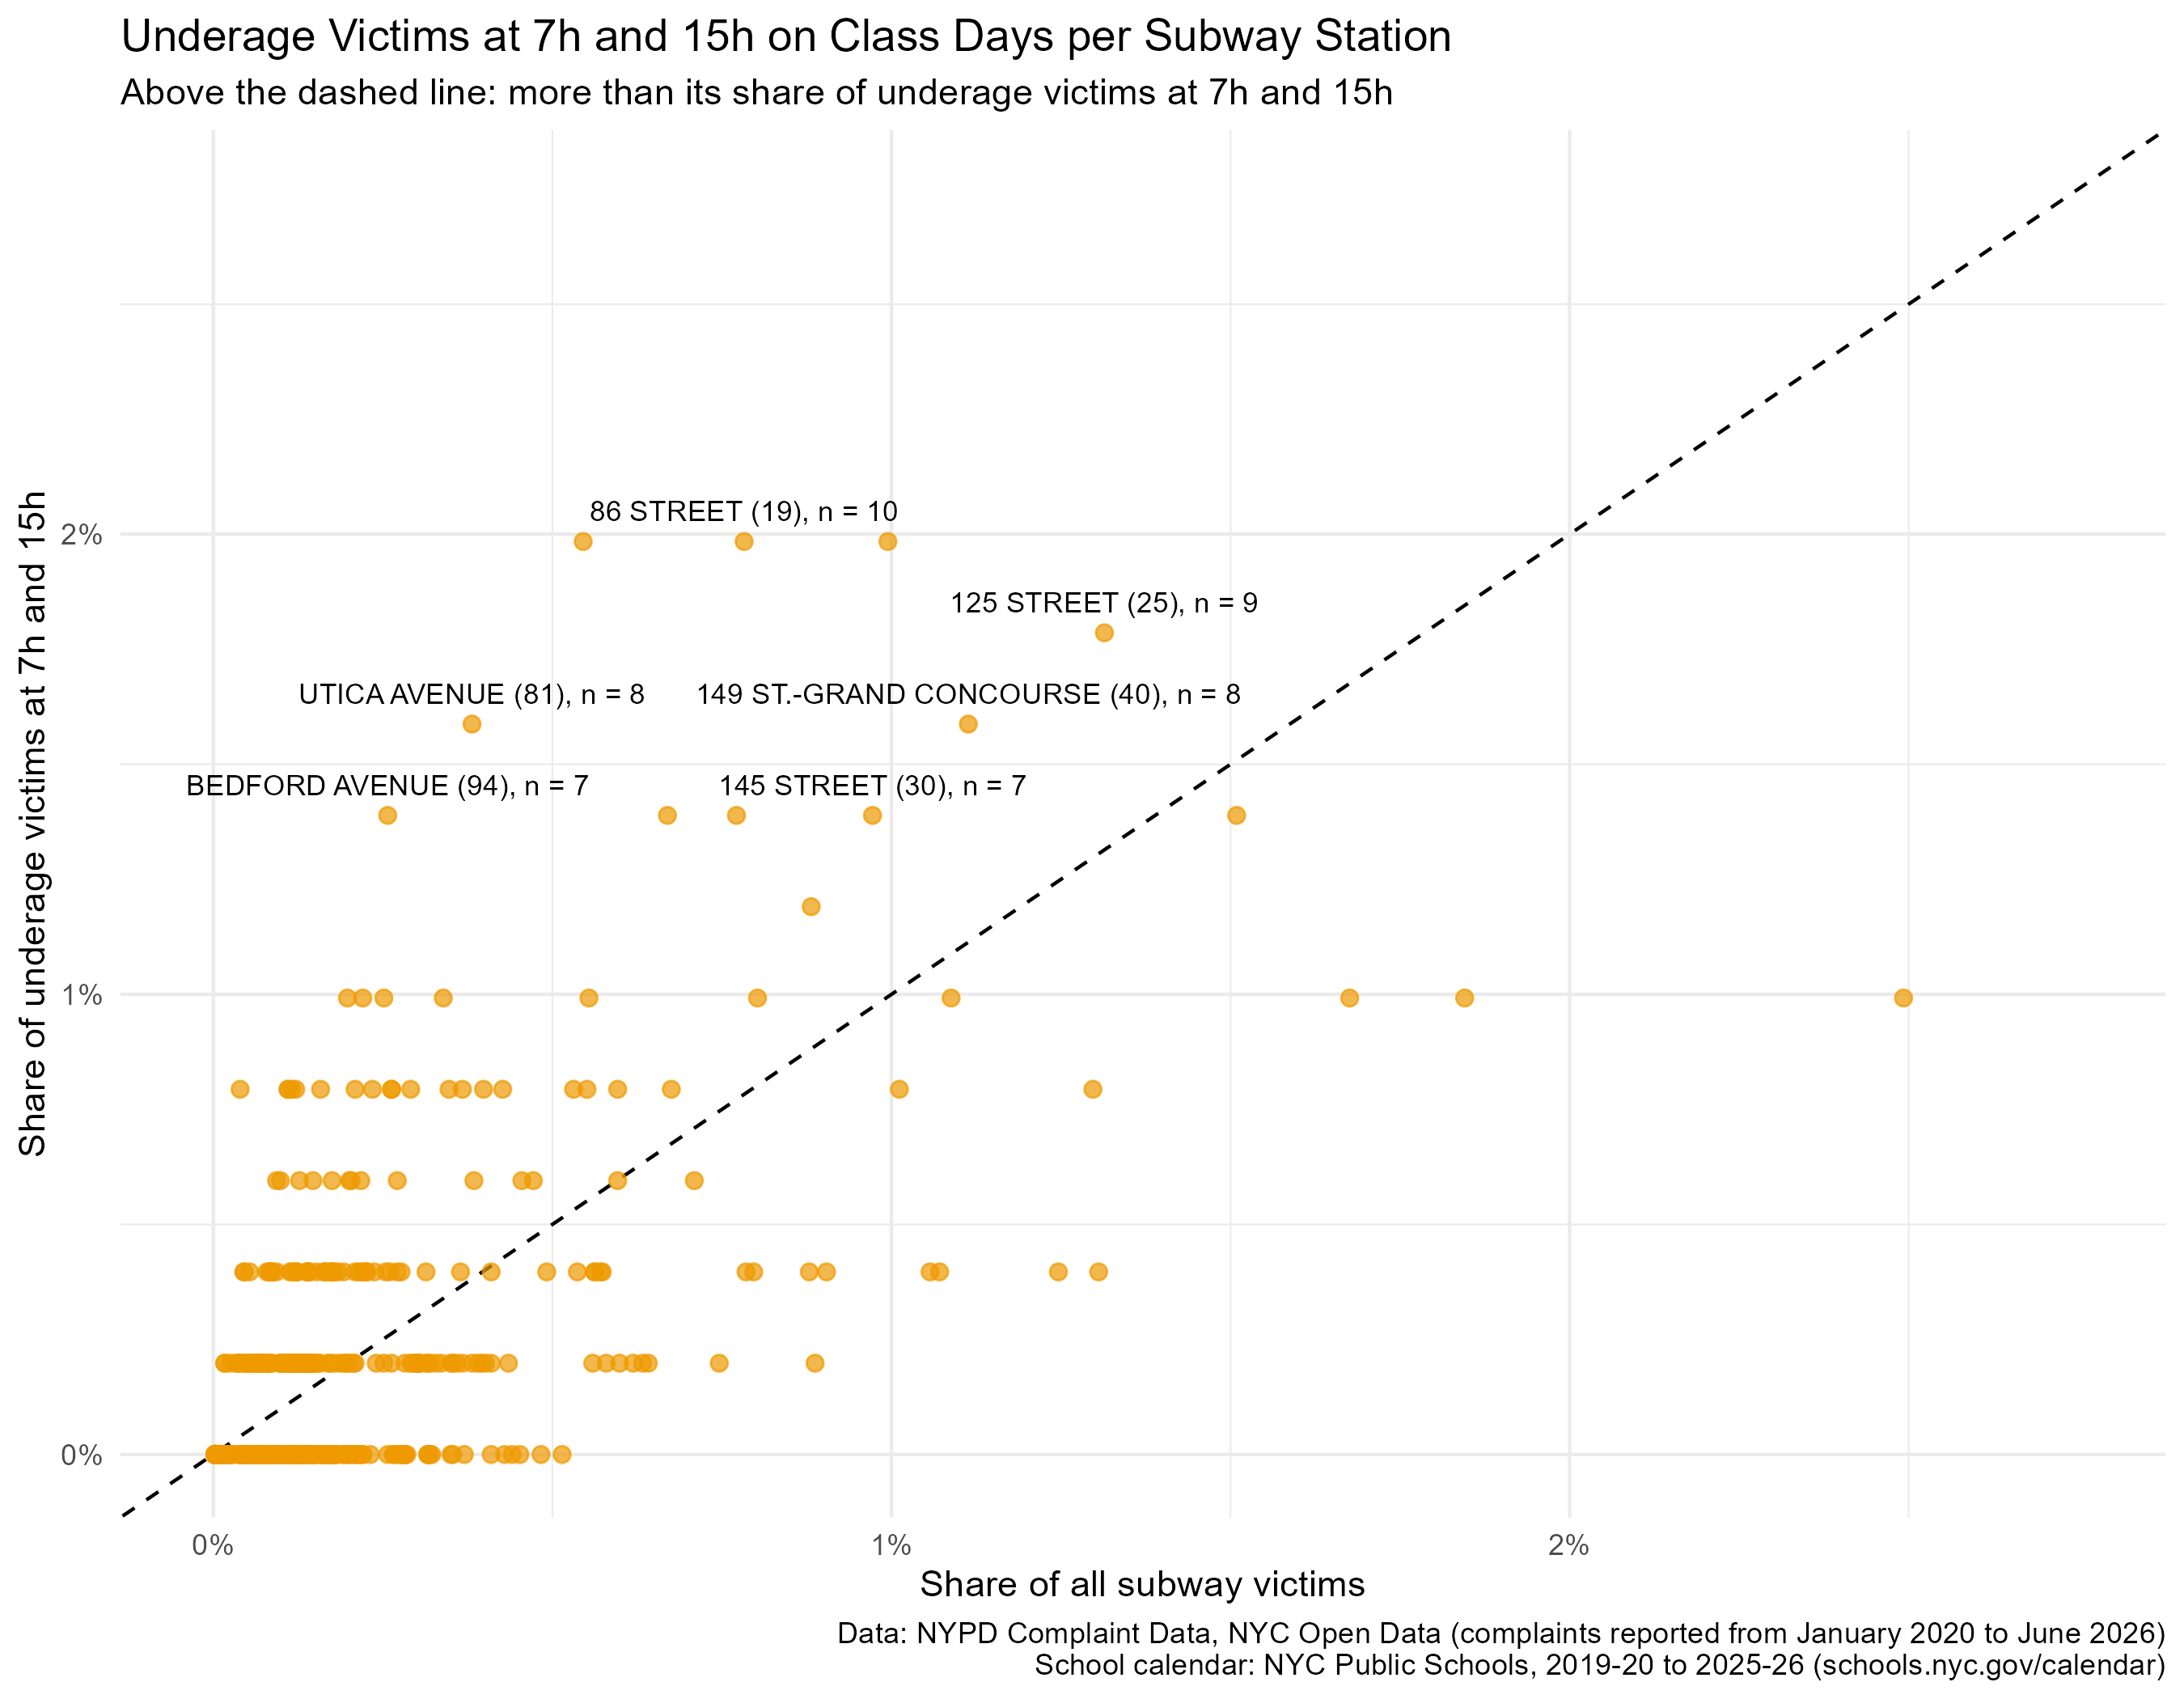 Underage Victims at 7h and 15h on Class Days per Subway Station
Above the dashed line: more than its share of underage victims at 7h and 15h
Share of underage victims at 7h and 15h
2%
1%
0%
86 STREET (19), n = 10
125 STREET (25), n = 9
UTICA AVENUE (81), n = 8
149 ST.-GRAND CONCOURSE (40), n = 8
BEDFORD AVENUE (94), n = 7
145 STREET (30), n = 7
0%
1%
2%
Share of all subway victims
Data: NYPD Complaint Data, NYC Open Data (complaints reported from January 2020 to June 2026)
School calendar: NYC Public Schools, 2019-20 to 2025-26 (schools.nyc.gov/calendar)